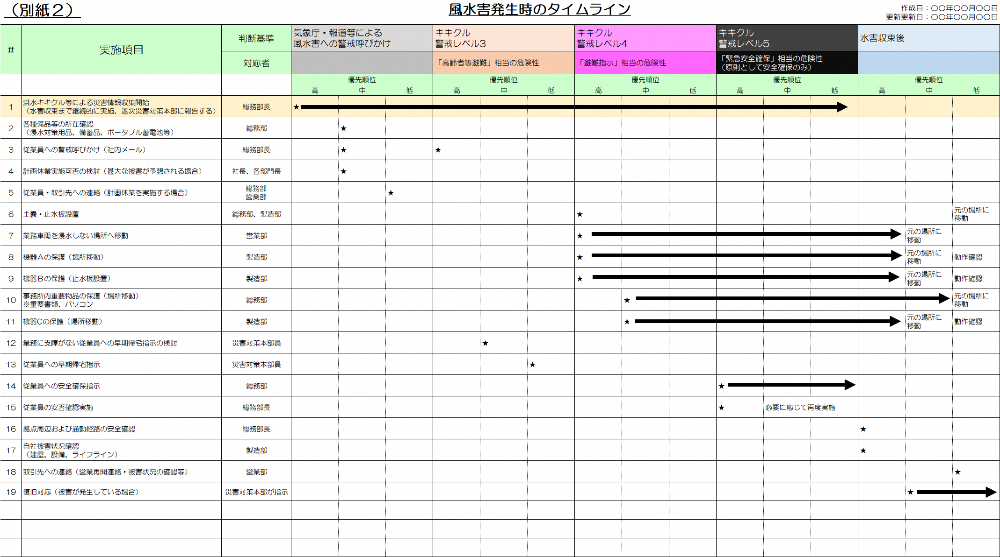 （別紙２）
風水害発生時のタイムライン
作成日：〇〇年〇〇月〇〇日
更新更新日：〇〇年〇〇月〇〇日
#
実施項目
判断基準
対応者
気象庁・報道等による
風水害への警戒呼びかけ
キキクル
警戒レベル3
「高齢者等避難」相当の危険性
キキクル
警戒レベル4
「避難指示」相当の危険性
キキクル
警戒レベル5
「緊急安全確保」相当の危険性
（原則として安全確保のみ）
水害収束後
優先順位 優先順位 優先順位 優先順位 優先順位
高 中 低 高 中 低 高 中 低 高 中 低 高 中 低
1 洪水キキクル等による災害情報収集開始
（水害収束まで継続的に実施、逐次災害対策本部に報告する） 総務部長 ★
2 各種備品等の所在確認
（浸水対策用品、備蓄品、ポータブル蓄電池等） 総務部 ★
3 従業員への警戒呼びかけ（社内メール） 総務部長 ★ ★
4 計画休業実施可否の検討（甚大な被害が予想される場合） 社長、各部門長 ★
5 従業員・取引先への連絡（計画休業を実施する場合） 総務部
営業部 ★
6 土嚢・止水板設置 総務部、製造部 ★ 元の場所に
移動
7 業務車両を浸水しない場所へ移動 営業部 ★ 元の場所に
移動
8 機器Ａの保護（場所移動） 製造部 ★ 元の場所に
移動 動作確認
9 機器Ｂの保護（止水板設置） 製造部 ★ 元の場所に
移動 動作確認
10 事務所内重要物品の保護（場所移動）
※重要書類、パソコン 総務部 ★ 元の場所に
移動
11 機器Cの保護（場所移動） 製造部 ★ 元の場所に
移動 動作確認
12 業務に支障がない従業員への早期帰宅指示の検討 災害対策本部員 ★
13 従業員への早期帰宅指示 災害対策本部員 ★
14 従業員への安全確保指示 総務部 ★
15 従業員の安否確認実施 総務部長 ★ 必要に応じて再度実施
16 拠点周辺および通勤経路の安全確認 総務部長 ★
17 自社被害状況確認
（建屋、設備、ライフライン） 製造部 ★
18 取引先への連絡（営業再開連絡・被害状況の確認等） 営業部 ★
19 復旧対応（被害が発生している場合） 災害対策本部が指示 ★